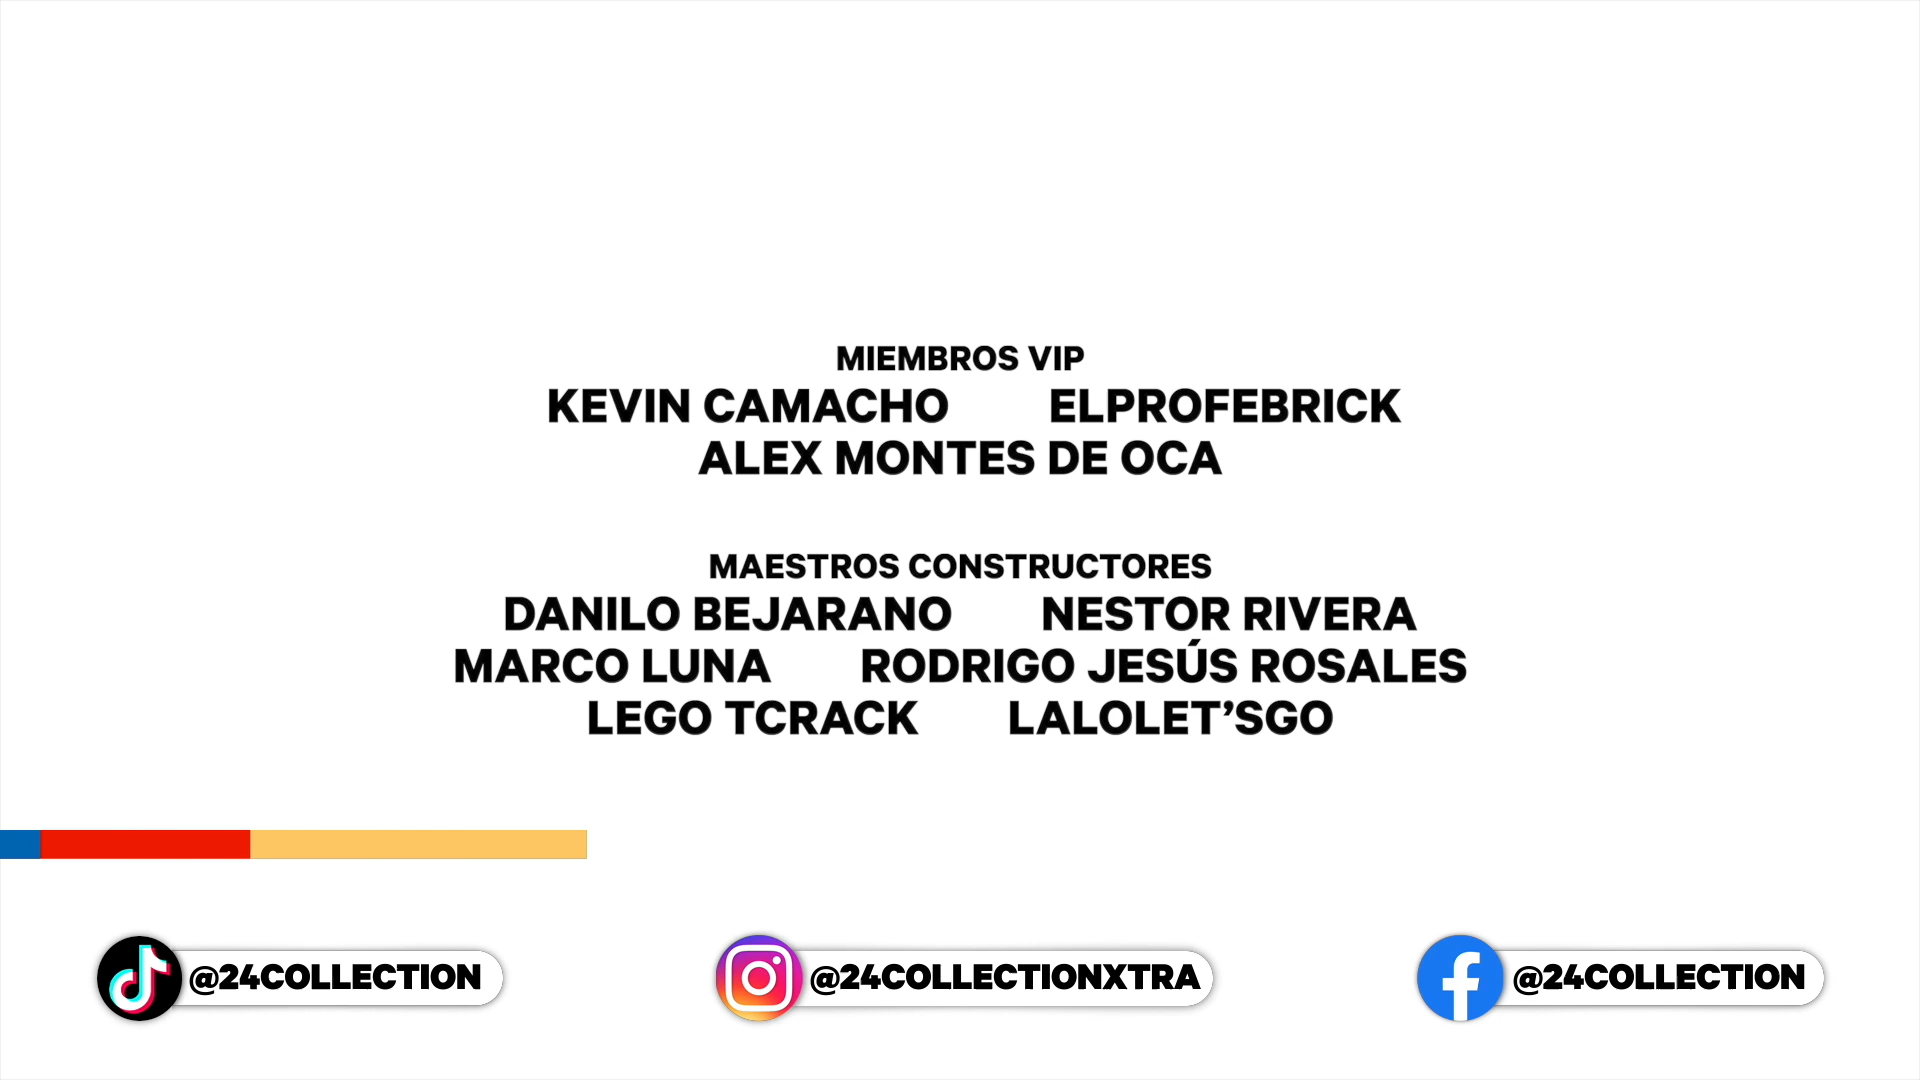 MIEMBROS VIP
KEVIN CAMACHO ELPROFEBRICK
ALEX MONTES DE OCA
MAESTROS CONSTRUCTORES
DANILO BEJARANO NESTOR RIVERA
MARCO LUNA RODRIGO JESÚS ROSALES
LEGO TCRACK LALOLET’SGO
@24COLLECTION @24COLLECTIONXTRA @24COLLECTION